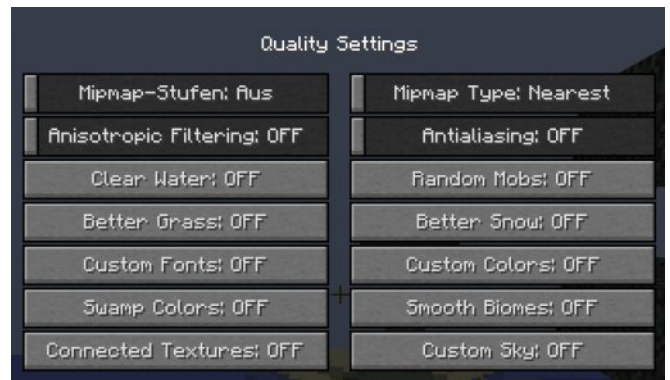 Quality Settings
Mipmap-Stufen: Aus
Mipmap Type: Nearest
Anisotropic Filtering: OFF
Antialiasing: OFF
Clear Water: OFF
Random Mobs: OFF
Better Grass: OFF
Better Snow: OFF
Custom Fonts: OFF
Custom Colors: OFF
Swamp Colors: OFF
Smooth Biomes: OFF
Connected Textures: OFF
Custom Sky: OFF